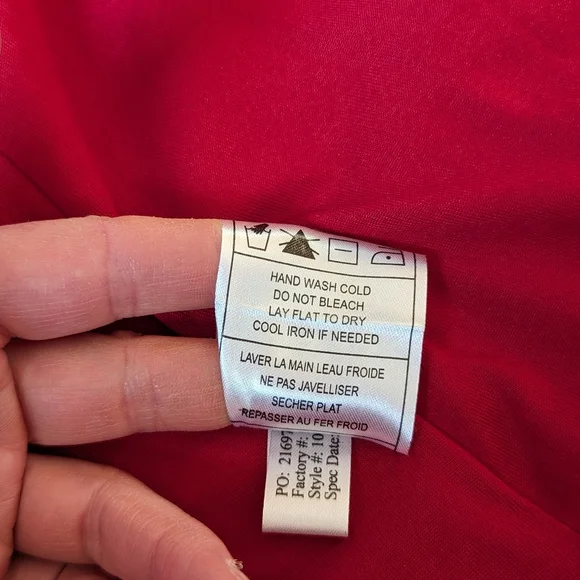 HAND WASH COLD
DO NOT BLEACH
LAY FLAT TO DRY
COOL IRON IF NEEDED
LAVER LA MAIN LEAU FROIDE
NE PAS JAVELLISER
SECHER PLAT
REPASSER AU FER FROID
PO: 21697
Factory #:
Style #: 10
Spec Date: